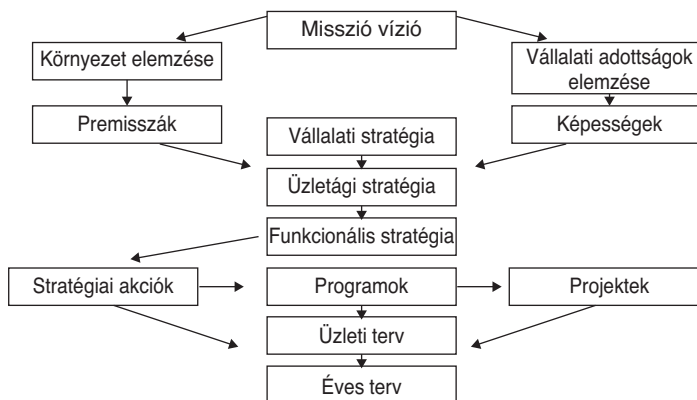 Misszió vízió
Környezet elemzése
Vállalati adottságok
elemzése
Premisszák
Vállalati stratégia
Képességek
Üzletági stratégia
Funkcionális stratégia
Stratégiai akciók
Programok
Projektek
Üzleti terv
Éves terv